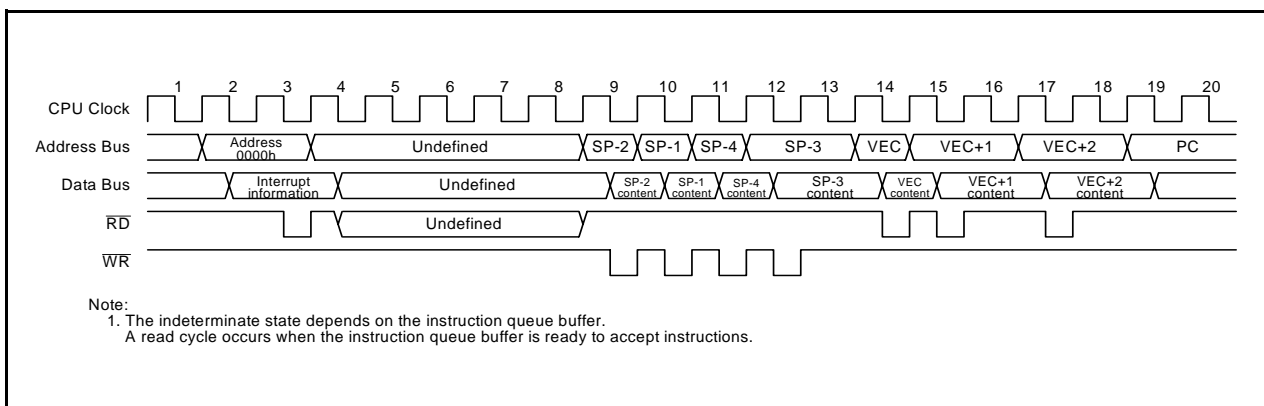 1 2 3 4 5 6 7 8 9 10 11 12 13 14 15 16 17 18 19 20
CPU Clock
Address Bus
Address
0000h
Undefined
SP-2
SP-1
SP-4
SP-3
VEC
VEC+1
VEC+2
PC
Data Bus
Interrupt
information
Undefined
SP-2
content
SP-1
content
SP-4
content
SP-3
content
VEC
content
VEC+1
content
VEC+2
content
RD
Undefined
WR
Note:
1. The indeterminate state depends on the instruction queue buffer.
A read cycle occurs when the instruction queue buffer is ready to accept instructions.